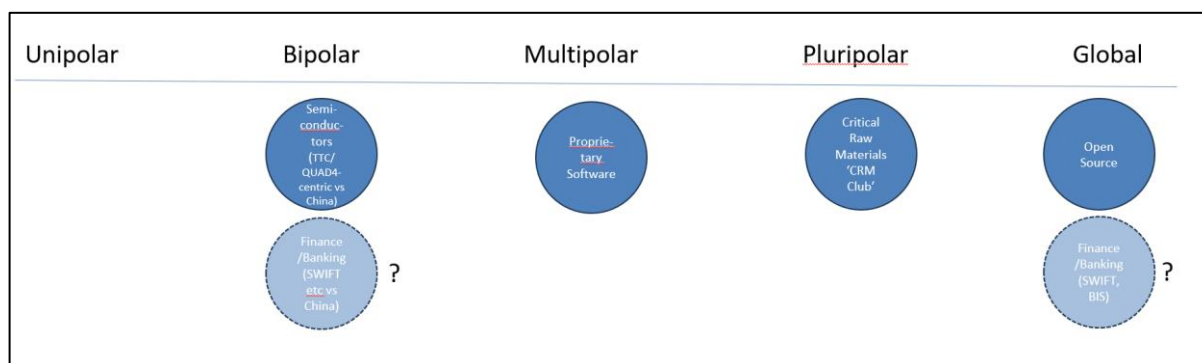 Unipolar
Bipolar
Multipolar
Pluripolar
Global
Semi-
conduc-
tors
(TTC/
QUAD4-
centric vs
China)
Proprie-
tary
Software
Critical
Raw
Materials
‘CRM
Club’
Open
Source
Finance
/Banking
(SWIFT
etc vs
China)
?
Finance
/Banking
(SWIFT,
BIS)
?